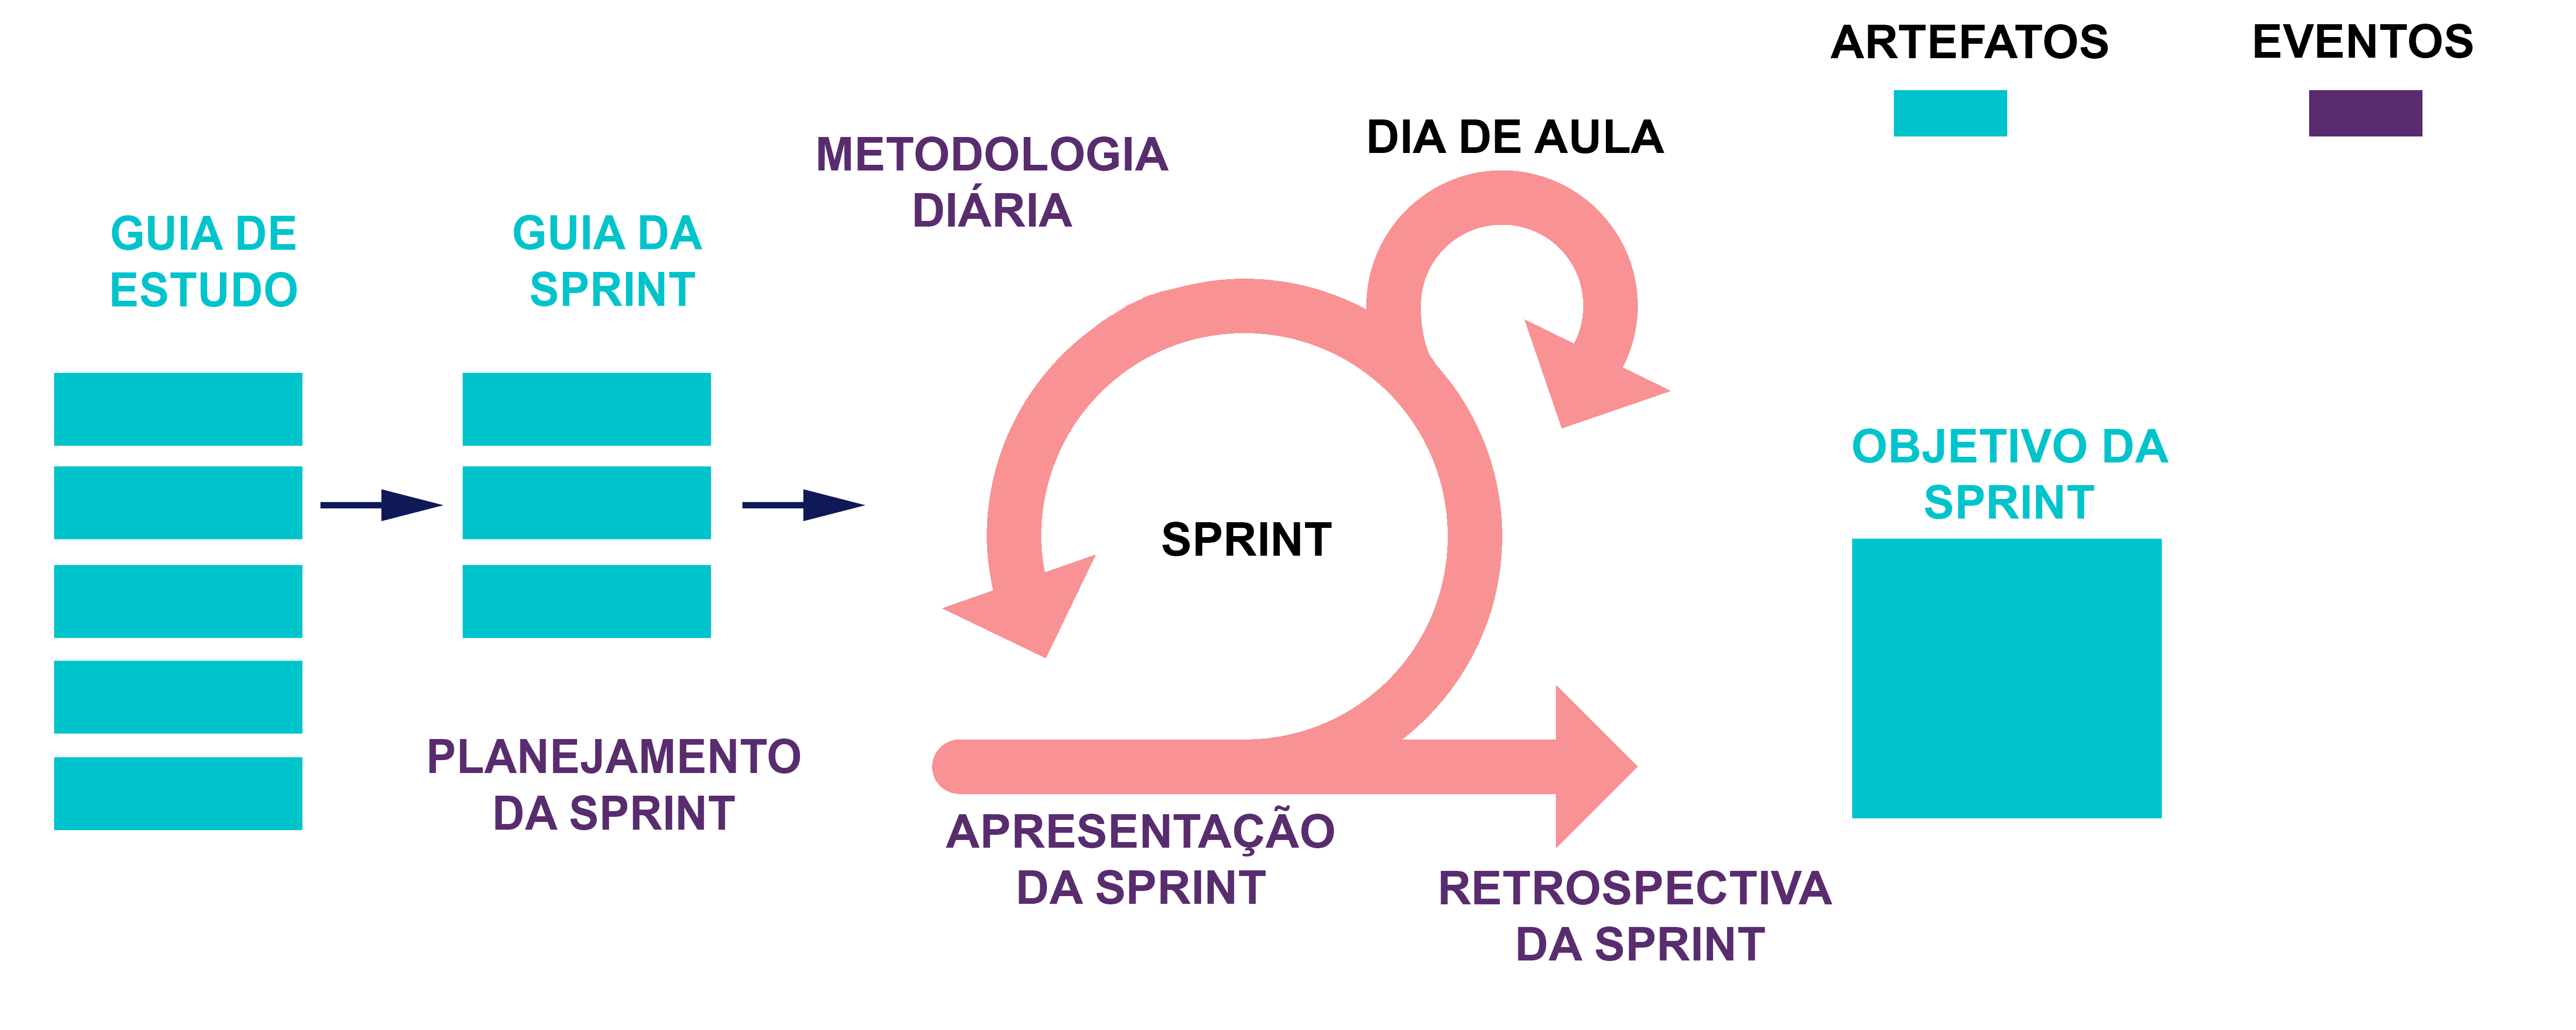 ARTEFATOS
EVENTOS
DIA DE AULA
METODOLOGIA
DIÁRIA
GUIA DE
ESTUDO
GUIA DA
SPRINT
OBJETIVO DA
SPRINT
SPRINT
PLANEJAMENTO
DA SPRINT
APRESENTAÇÃO
DA SPRINT
RETROSPECTIVA
DA SPRINT